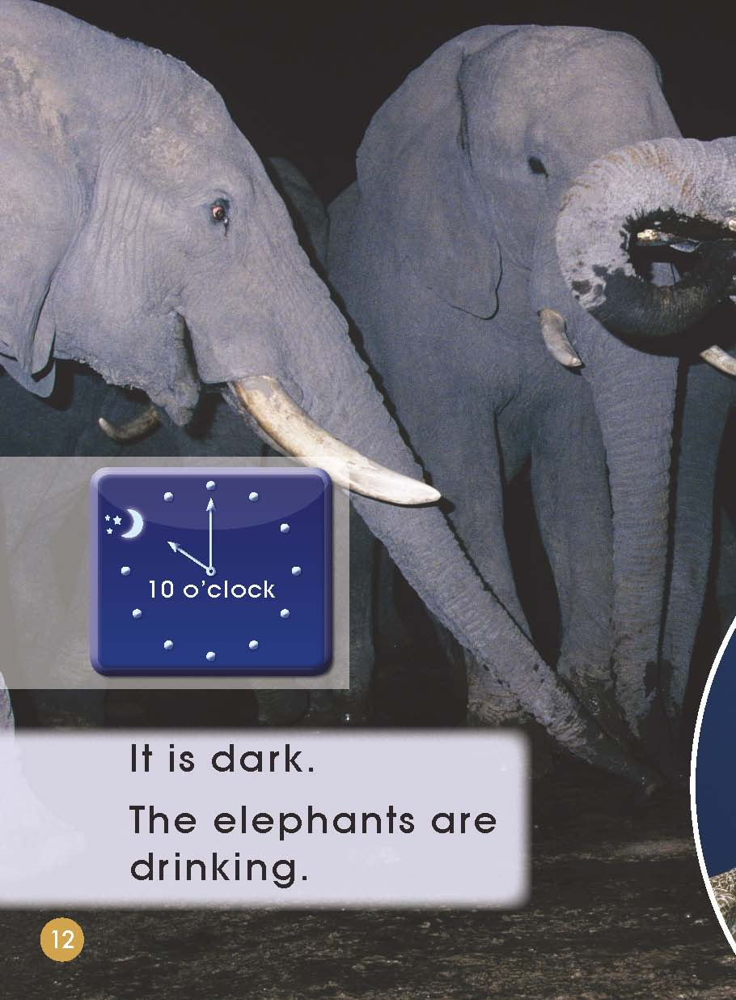 10 o’clock
It is dark.
The elephants are
drinking.
12